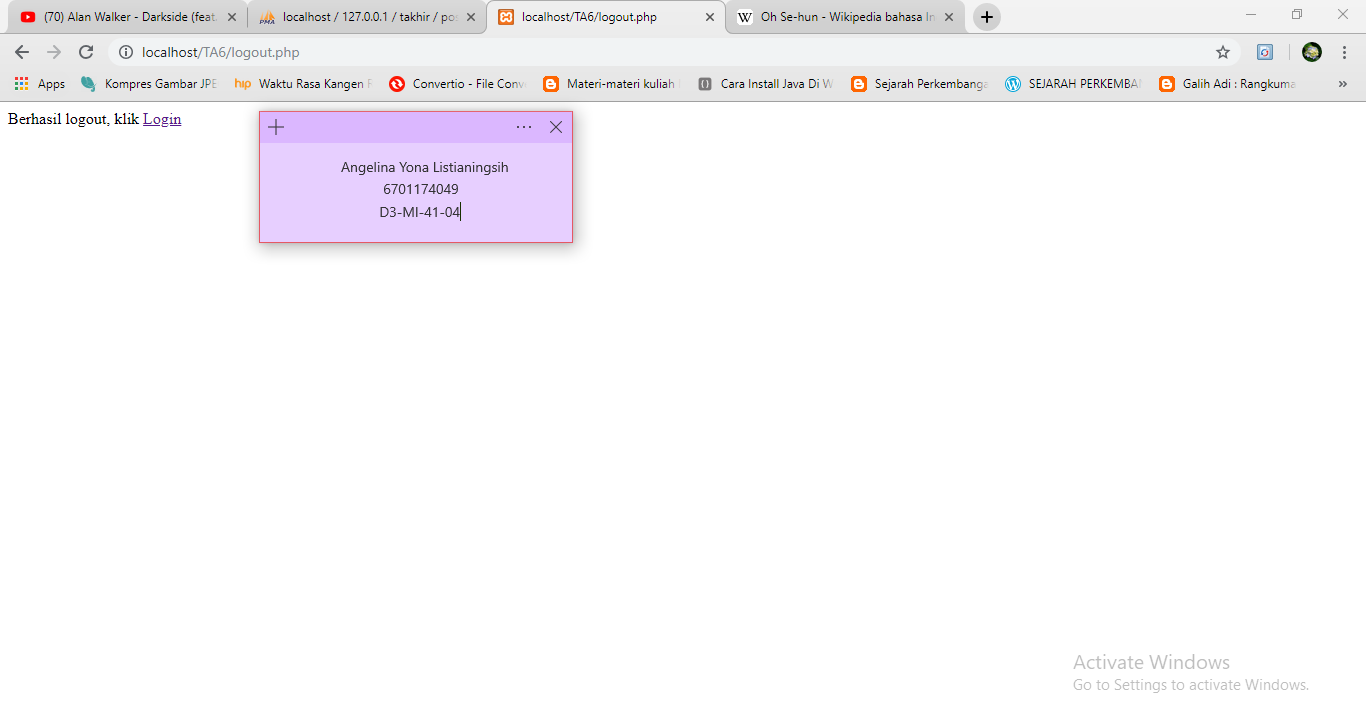 (70) Alan Walker - Darkside (feat.
localhost / 127.0.0.1 / takhir / po
localhost/TA6/logout.php
Oh Se-hun - Wikipedia bahasa In
localhost/TA6/logout.php
Apps
Kompres Gambar JPE
hip Waktu Rasa Kangen
Convertio - File Conv
Materi-materi kuliah
Cara Install Java Di W
Sejarah Perkembanga
SEJARAH PERKEMBA
Galih Adi : Rangkuma
Berhasil logout, klik Login
Angelina Yona Listianingsih
6701174049
D3-MI-41-04
Activate Windows
Go to Settings to activate Windows.